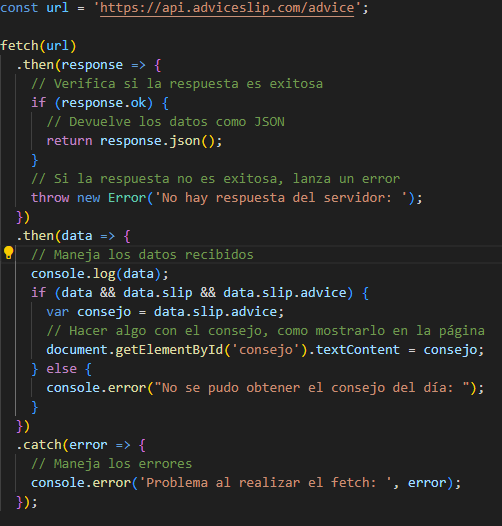 const url = 'https://api.adviceslip.com/advice';

fetch(url)
  .then(response => {
    // Verifica si la respuesta es exitosa
    if (response.ok) {
      // Devuelve los datos como JSON
      return response.json();
    }
    // Si la respuesta no es exitosa, lanza un error
    throw new Error('No hay respuesta del servidor: ');
  })
  .then(data => {
    // Maneja los datos recibidos
    console.log(data);
    if (data && data.slip && data.slip.advice) {
      var consejo = data.slip.advice;
      // Hacer algo con el consejo, como mostrarlo en la página
      document.getElementById('consejo').textContent = consejo;
    } else {
      console.error("No se pudo obtener el consejo del día: ");
    }
  })
  .catch(error => {
    // Maneja los errores
    console.error('Problema al realizar el fetch: ', error);
  });